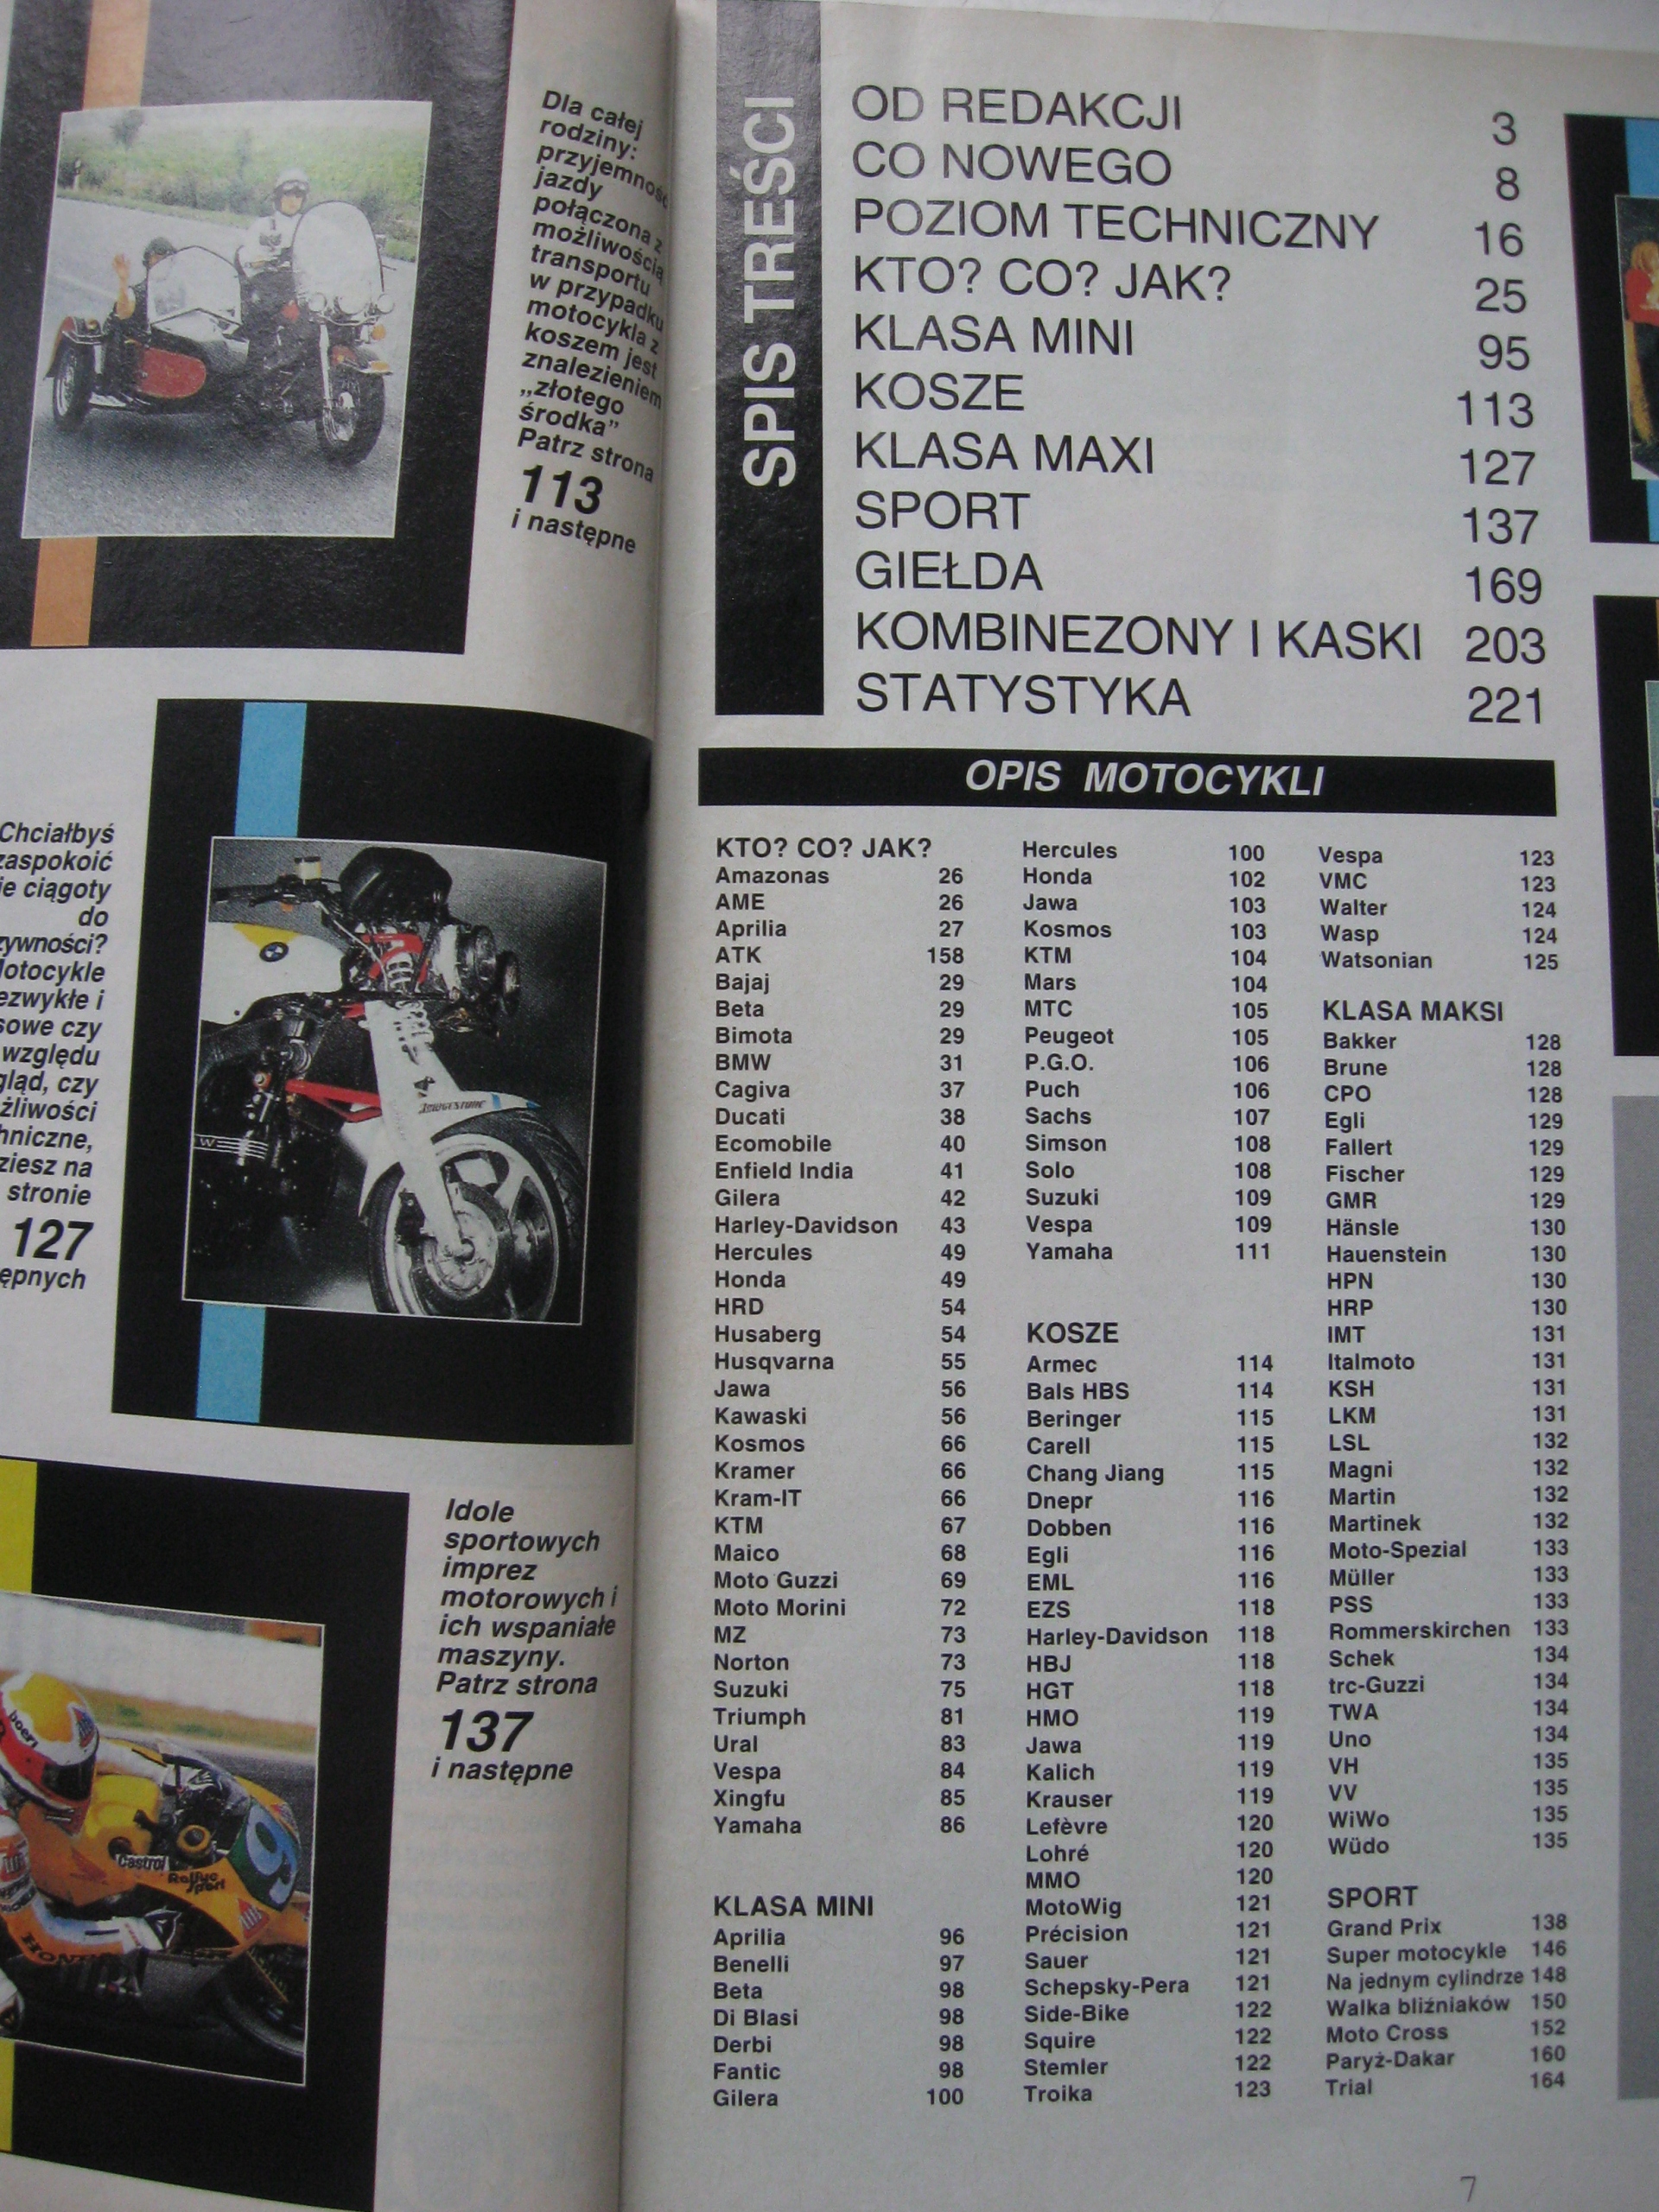 Dla całej
rodziny:
przyjemność
jazdy
połączona z
możliwością
transportu
w przypadku
motocykla z
koszem jest
znalezieniem
„złotego
środka”
Patrz strona
113
i następne
Chciałbyś
zaspokoić
ciągoty
do
Motocykle
i
czy
względu
czy
na
stronie
127
BRIDGESTONE
Idole
sportowych
imprez
motorowych i
ich wspaniałe
maszyny.
Patrz strona
137
i następne
Castrol
Rallye
Sport
HONDA
SPIS TREŚCI
OD REDAKCJI 3
CO NOWEGO 8
POZIOM TECHNICZNY 16
KTO? CO? JAK? 25
KLASA MINI 95
KOSZE 113
KLASA MAXI 127
SPORT 137
GIEŁDA 169
KOMBINEZONY I KASKI 203
STATYSTYKA 221
OPIS MOTOCYKLI
KTO? CO? JAK?
Amazonas 26
AME 26
Aprilia 27
ATK 158
Bajaj 29
Beta 29
Bimota 29
BMW 31
Cagiva 37
Ducati 38
Ecomobile 40
Enfield India 41
Gilera 42
Harley-Davidson 43
Hercules 49
Honda 49
HRD 54
Husaberg 54
Husqvarna 55
Jawa 56
Kawaski 56
Kosmos 66
Kramer 66
Kram-IT 66
KTM 67
Maico 68
Moto Guzzi 69
Moto Morini 72
MZ 73
Norton 73
Suzuki 75
Triumph 81
Ural 83
Vespa 84
Xingfu 85
Yamaha 86
KLASA MINI
Aprilia 96
Benelli 97
Beta 98
Di Blasi 98
Derbi 98
Fantic 98
Gilera 100
Hercules 100
Honda 102
Jawa 103
Kosmos 103
KTM 104
Mars 104
MTC 105
Peugeot 105
P.G.O. 106
Puch 106
Sachs 107
Simson 108
Solo 108
Suzuki 109
Vespa 109
Yamaha 111
KOSZE
Armec 114
Bals HBS 114
Beringer 115
Carell 115
Chang Jiang 115
Dnepr 116
Dobben 116
Egli 116
EML 116
EZS 118
Harley-Davidson 118
HBJ 118
HGT 118
HMO 119
Jawa 119
Kalich 119
Krauser 119
Lefèvre 120
Lohré 120
MMO 120
MotoWig 121
Précision 121
Sauer 121
Schepsky-Pera 121
Side-Bike 122
Squire 122
Stemler 122
Troika 123
Vespa 123
VMC 123
Walter 124
Wasp 124
Watsonian 125
KLASA MAKSI
Bakker 128
Brune 128
CPO 128
Egli 129
Fallert 129
Fischer 129
GMR 129
Hänsle 130
Hauenstein 130
HPN 130
HRP 130
IMT 131
Italmoto 131
KSH 131
LKM 131
LSL 132
Magni 132
Martin 132
Martinek 132
Moto-Spezial 133
Müller 133
PSS 133
Rommerskirchen 133
Schek 134
trc-Guzzi 134
TWA 134
Uno 134
VH 135
VV 135
WiWo 135
Wüdo 135
SPORT
Grand Prix 138
Super motocykle 146
Na jednym cylindrze 148
Walka bliźniaków 150
Moto Cross 152
Paryż-Dakar 160
Trial 164
7